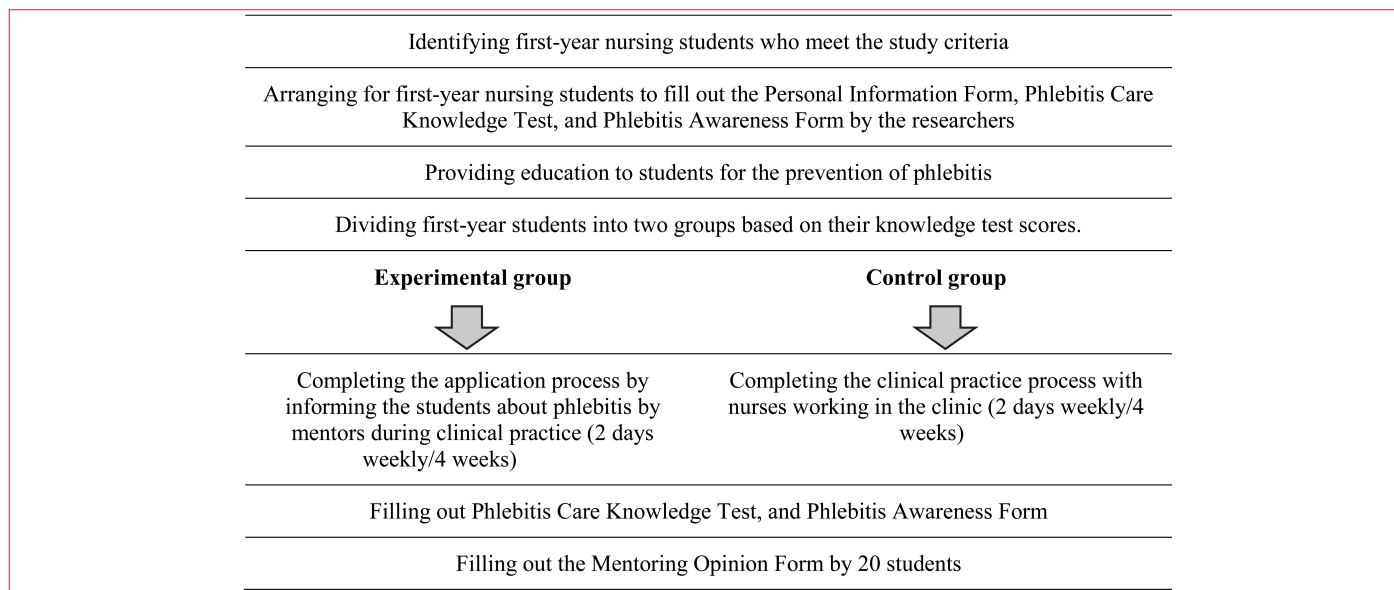 Identifying first-year nursing students who meet the study criteria
Arranging for first-year nursing students to fill out the Personal Information Form, Phlebitis Care
Knowledge Test, and Phlebitis Awareness Form by the researchers
Providing education to students for the prevention of phlebitis
Dividing first-year students into two groups based on their knowledge test scores.
Experimental group
Control group
Completing the application process by
informing the students about phlebitis by
mentors during clinical practice (2 days
weekly/4 weeks)
Completing the clinical practice process with
nurses working in the clinic (2 days weekly/4
weeks)
Filling out Phlebitis Care Knowledge Test, and Phlebitis Awareness Form
Filling out the Mentoring Opinion Form by 20 students